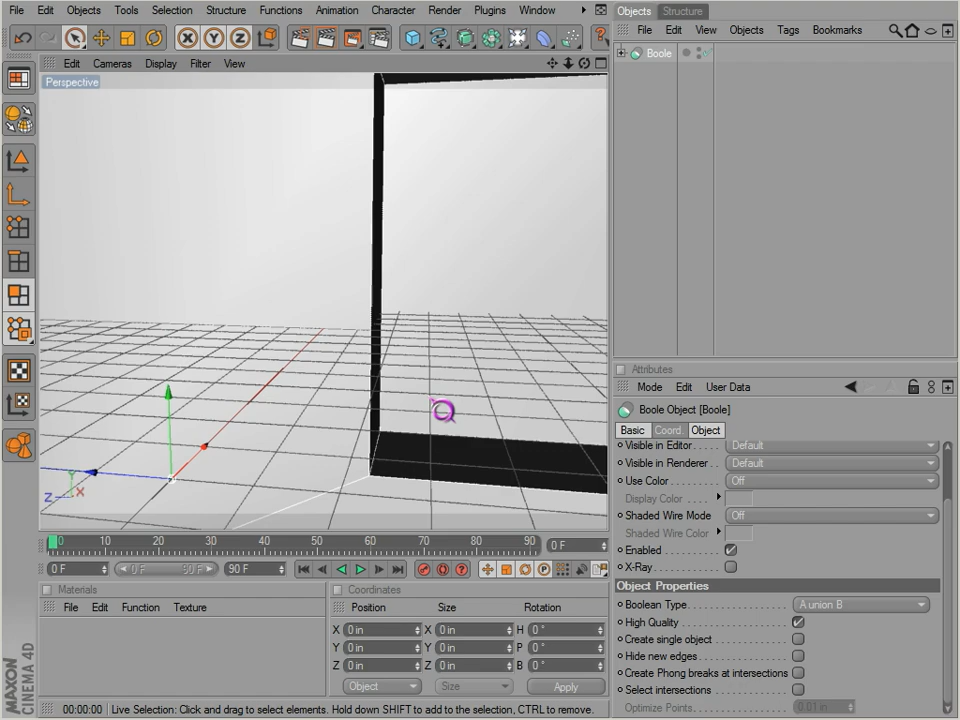 File Edit Objects Tools Selection Structure Functions Animation Character Render Plugins Window
X Y Z
Edit Cameras Display Filter View
Perspective
Z Y X
0 10 20 30 40 50 60 70 80 90 0 F
0 F 0 F 90 F 90 F
Materials
File Edit Function Texture
Coordinates
Position Size Rotation
X 0 in X 0 in H 0 °
Y 0 in Y 0 in P 0 °
Z 0 in Z 0 in B 0 °
Object Size Apply
00:00:00 Live Selection: Click and drag to select elements. Hold down SHIFT to add to the selection, CTRL to remove.
MAXON
CINEMA 4D
Objects Structure
File Edit View Objects Tags Bookmarks
Boole
Attributes
Mode Edit User Data
Boole Object [Boole]
Basic Coord. Object
Visible in Editor Default
Visible in Renderer Default
Use Color Off
Display Color
Shaded Wire Mode Off
Shaded Wire Color
Enabled
X-Ray
Object Properties
Boolean Type A union B
High Quality
Create single object
Hide new edges
Create Phong breaks at intersections
Select intersections
Optimize Points 0.01 in